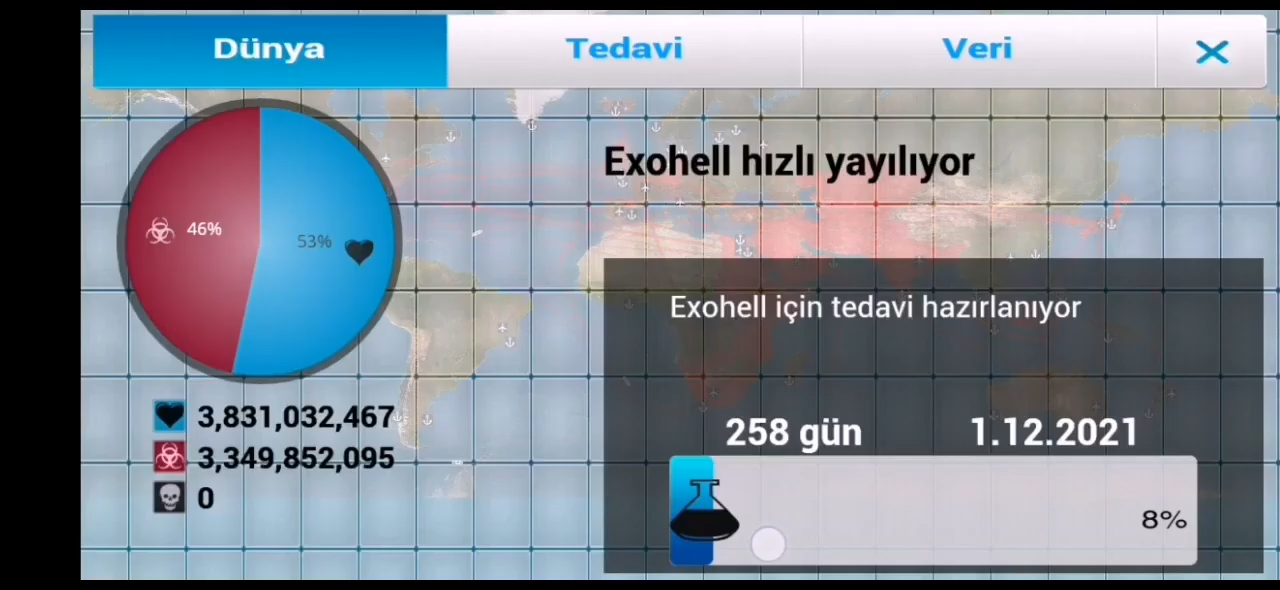 Dünya Tedavi Veri
Exohell hızlı yayılıyor
46% 53%
Exohell için tedavi hazırlanıyor
258 gün 1.12.2021
8%
3,831,032,467
3,349,852,095
0